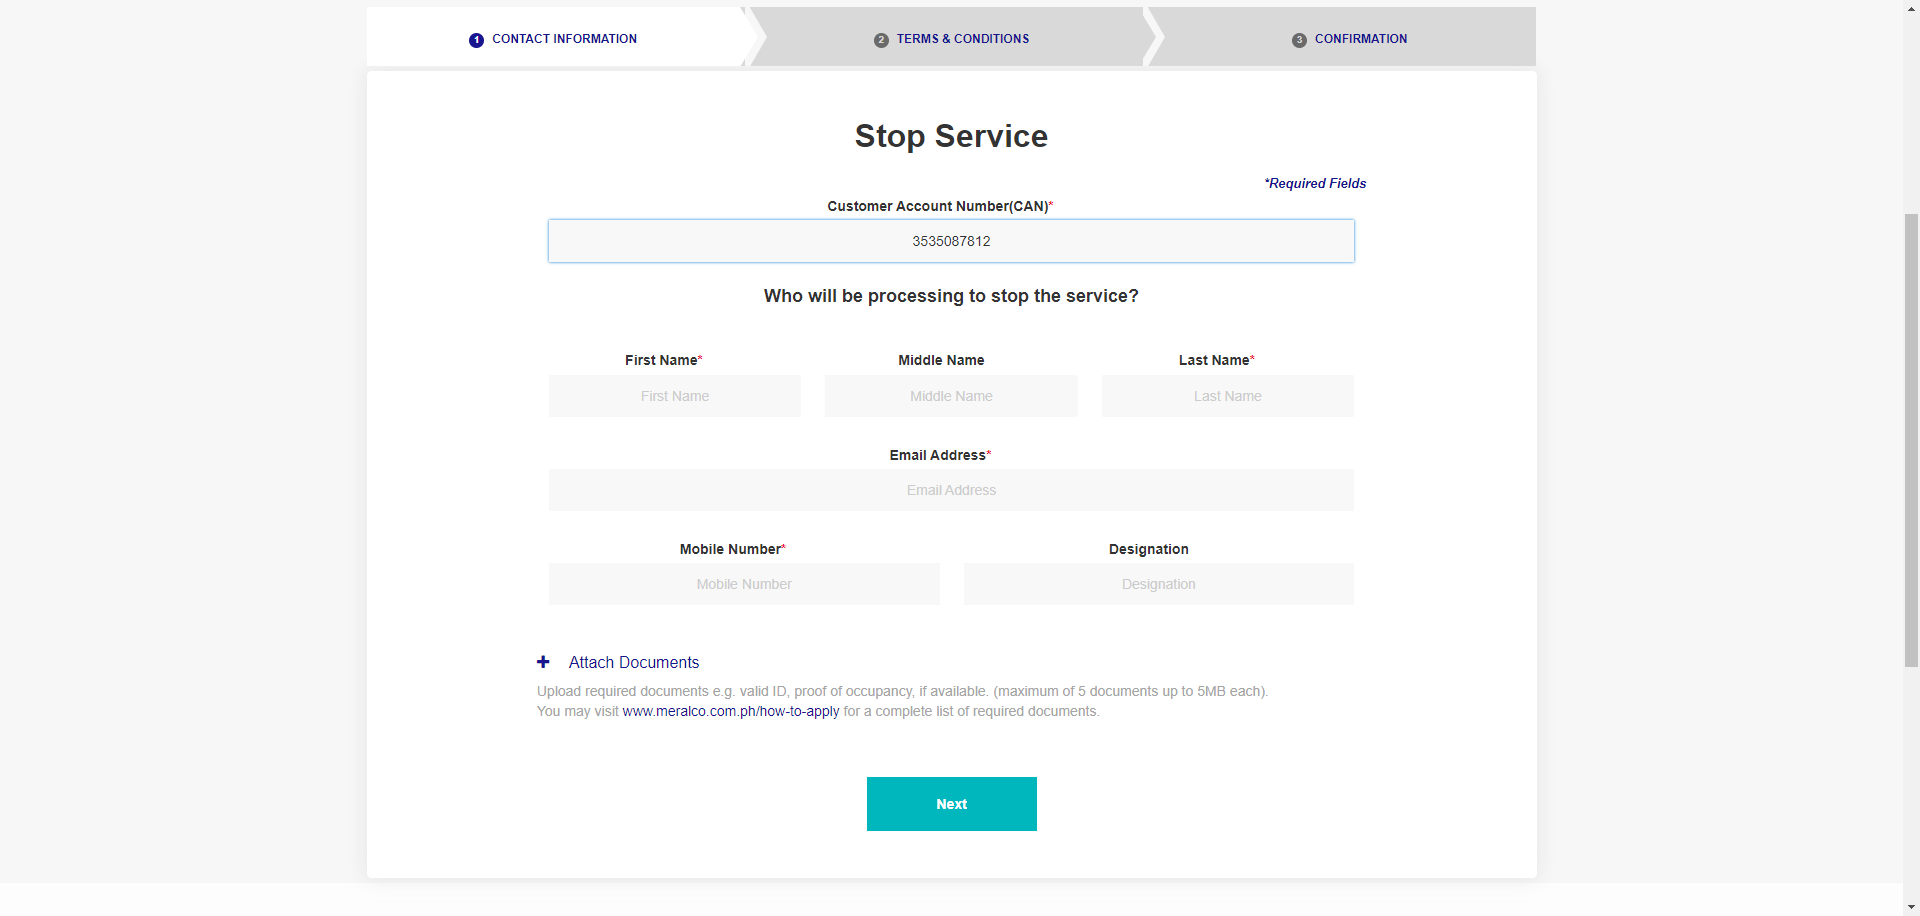 1 CONTACT INFORMATION
2 TERMS & CONDITIONS
3 CONFIRMATION
Stop Service
*Required Fields
Customer Account Number(CAN)*
3535087812
Who will be processing to stop the service?
First Name* Middle Name Last Name*
First Name Middle Name Last Name
Email Address*
Email Address
Mobile Number* Designation
Mobile Number Designation
+ Attach Documents
Upload required documents e.g. valid ID, proof of occupancy, if available. (maximum of 5 documents up to 5MB each).
You may visit www.meralco.com.ph/how-to-apply for a complete list of required documents.
Next